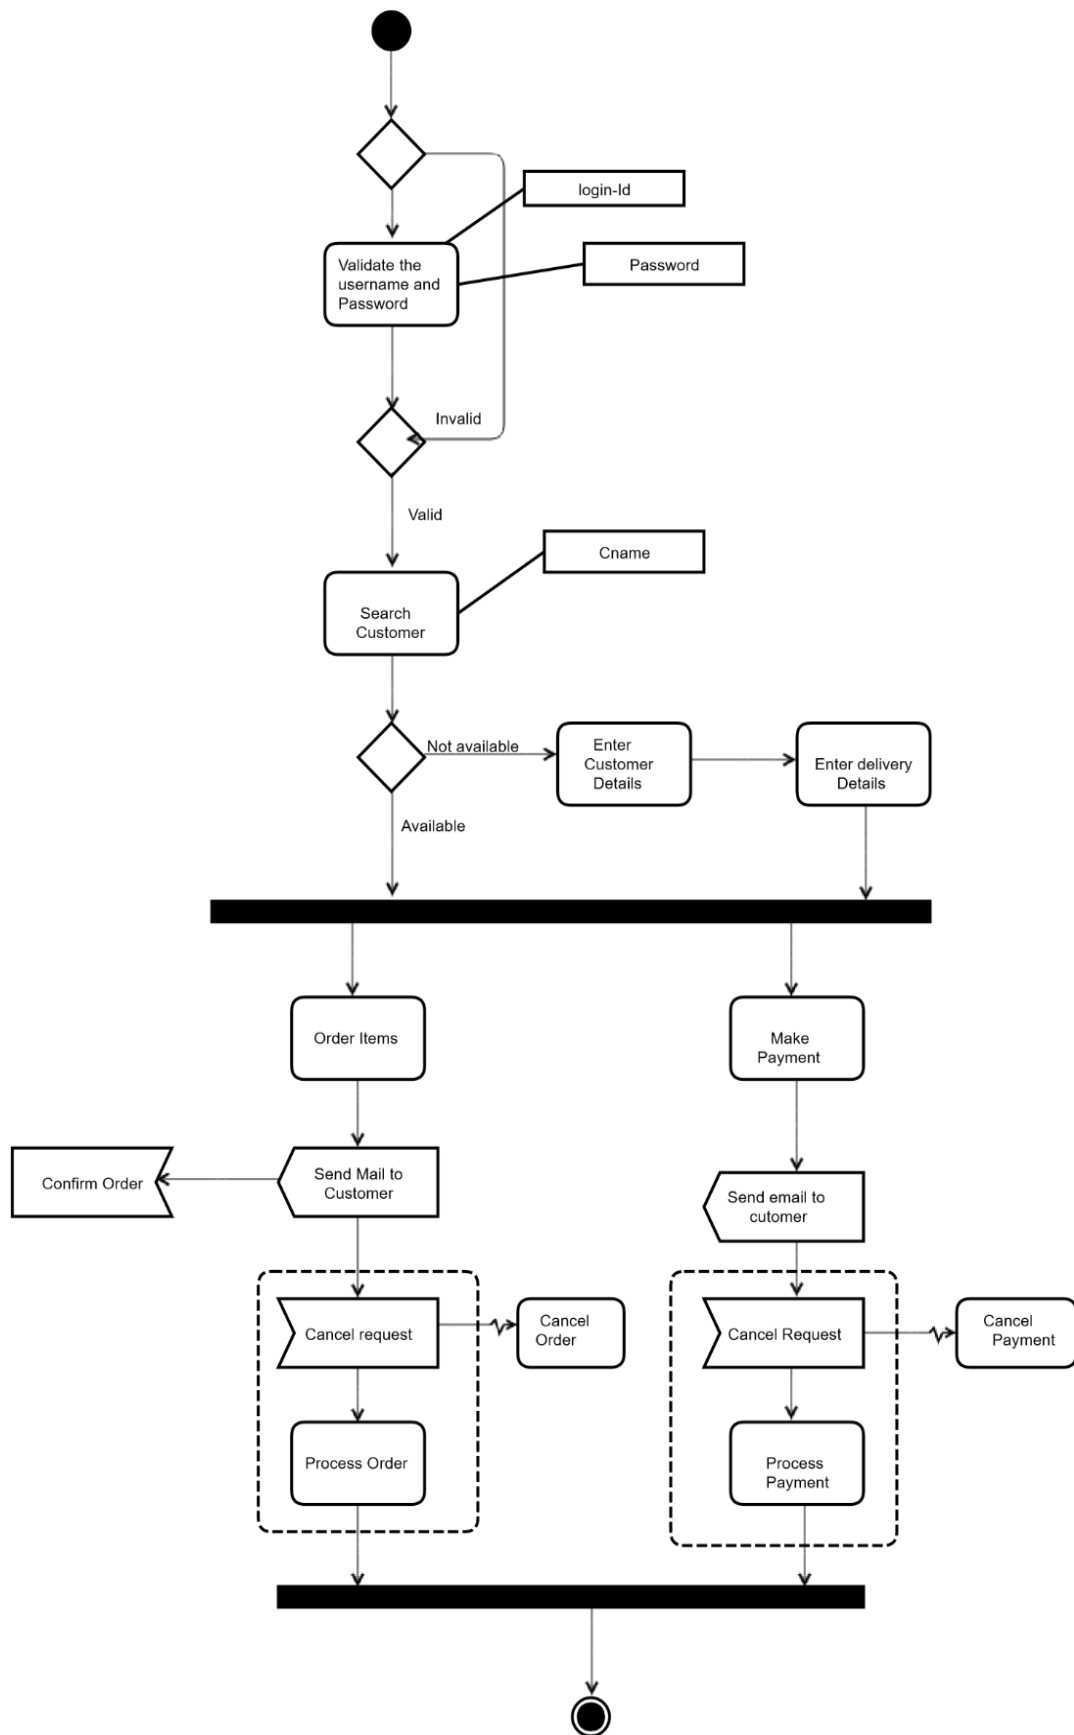 login-Id
Validate the
username and
Password
Password
Invalid
Valid
Cname
Search
Customer
Not available
Enter
Customer
Details
Enter delivery
Details
Available
Order Items
Make
Payment
Confirm Order
Send Mail to
Customer
Send email to
cutomer
Cancel request
Cancel
Order
Cancel Request
Cancel
Payment
Process Order
Process
Payment